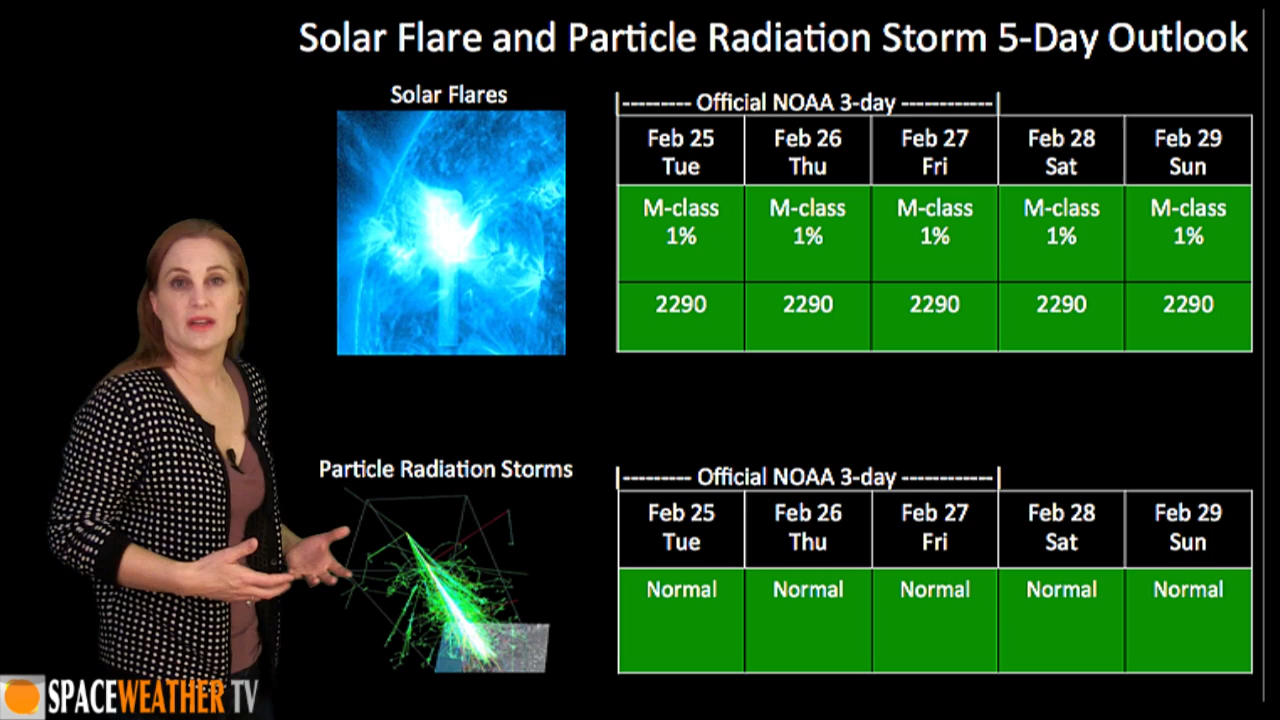 Solar Flare and Particle Radiation Storm 5-Day Outlook
Solar Flares
|--------- Official NOAA 3-day ------------|
Feb 25 Feb 26 Feb 27 Feb 28 Feb 29
Tue Thu Fri Sat Sun
M-class M-class M-class M-class M-class
1% 1% 1% 1% 1%
2290 2290 2290 2290 2290
Particle Radiation Storms
|--------- Official NOAA 3-day ------------|
Feb 25 Feb 26 Feb 27 Feb 28 Feb 29
Tue Thu Fri Sat Sun
Normal Normal Normal Normal Normal
SPACEWEATHER TV